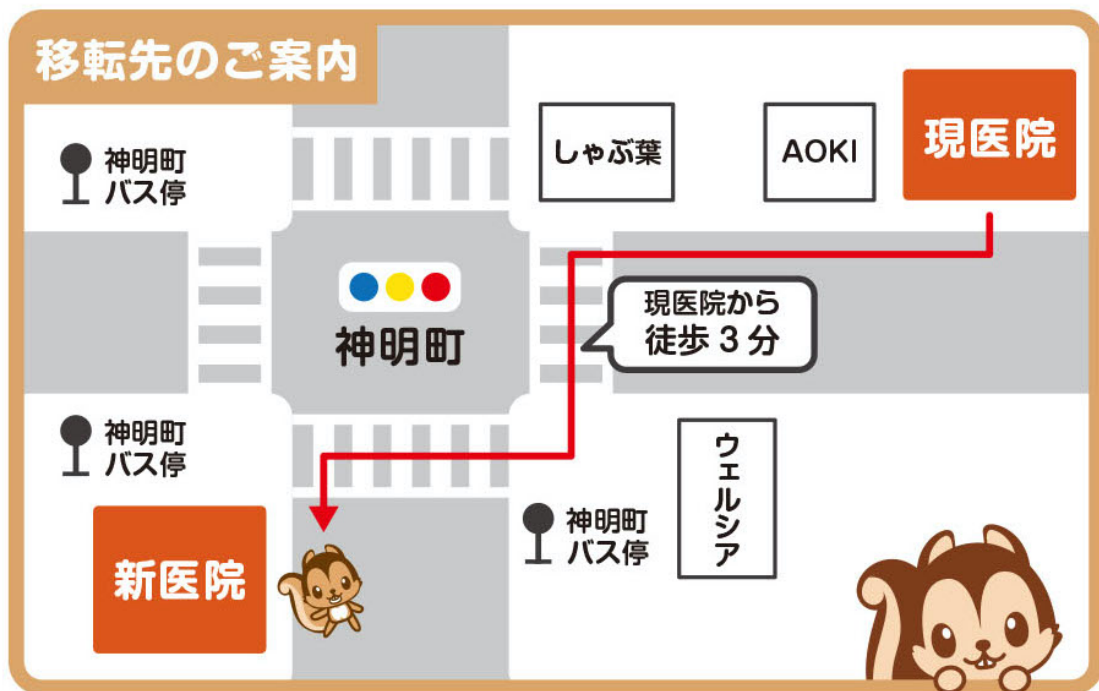 移転先のご案内
神明町
バス停
しゃぶ葉
AOKI
現医院
神明町
現医院から
徒歩3分
神明町
バス停
新医院
神明町
バス停
ウェルシア